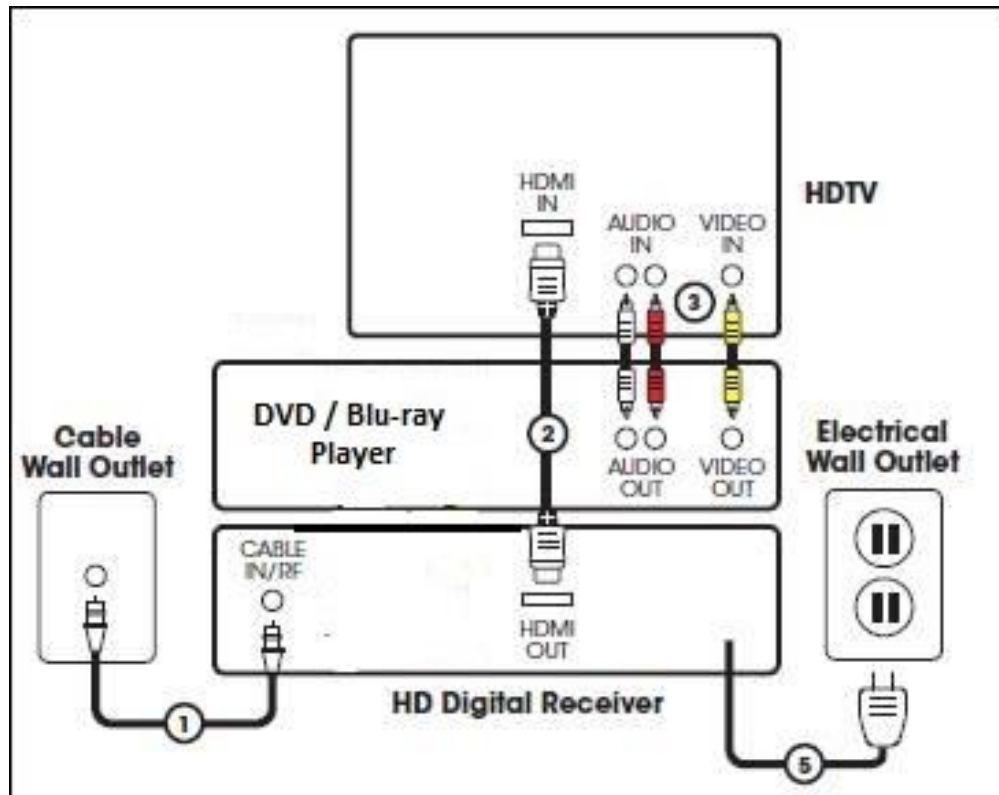 HDMI
IN
HDTV
AUDIO
IN
VIDEO
IN
3
DVD / Blu-ray
Player
2
AUDIO
OUT
VIDEO
OUT
Cable
Wall Outlet
Electrical
Wall Outlet
CABLE
IN/RF
HDMI
OUT
HD Digital Receiver
1
5